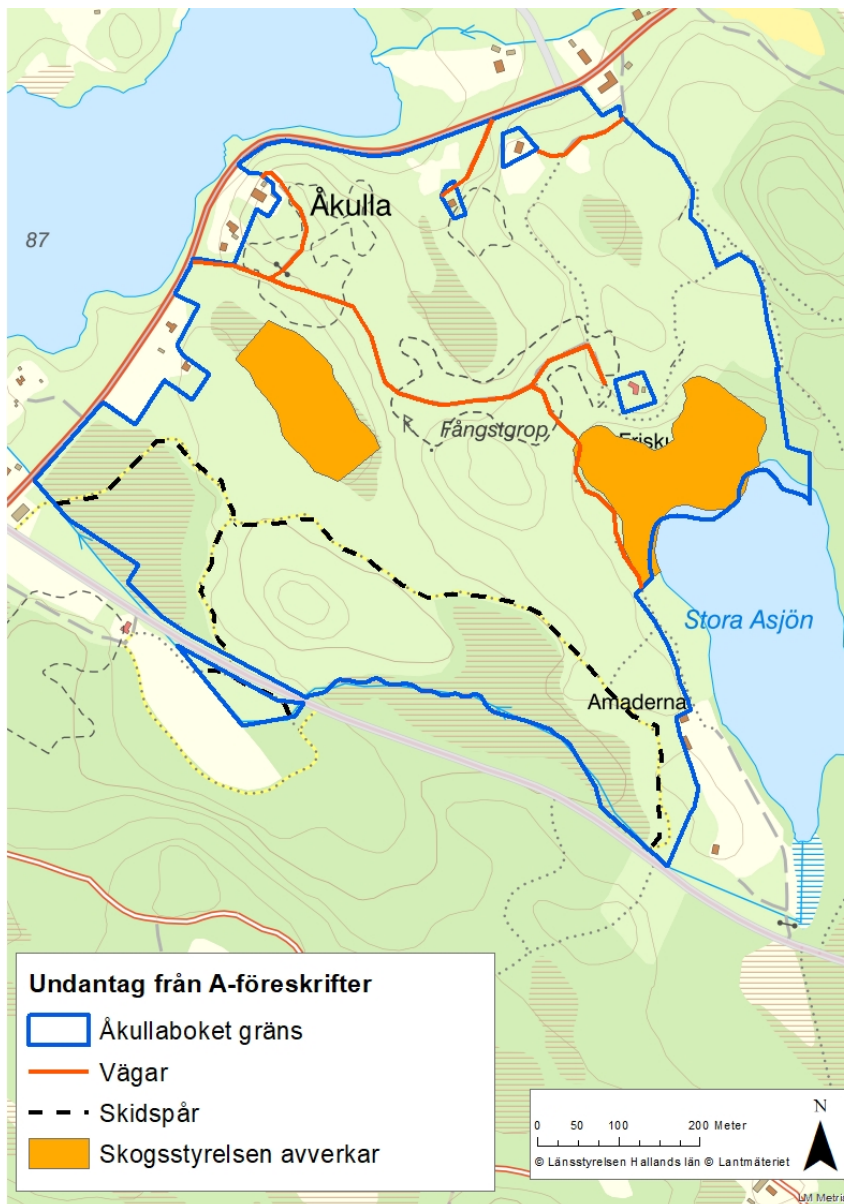 87
Åkulla
Fångstgrop
Stora Asjön
Amaderna
Undantag från A-föreskrifter
Åkullaboket gräns
Vägar
Skidspår
Skogsstyrelsen avverkar
0 50 100 200 Meter
N
© Länsstyrelsen Hallands län © Lantmäteriet